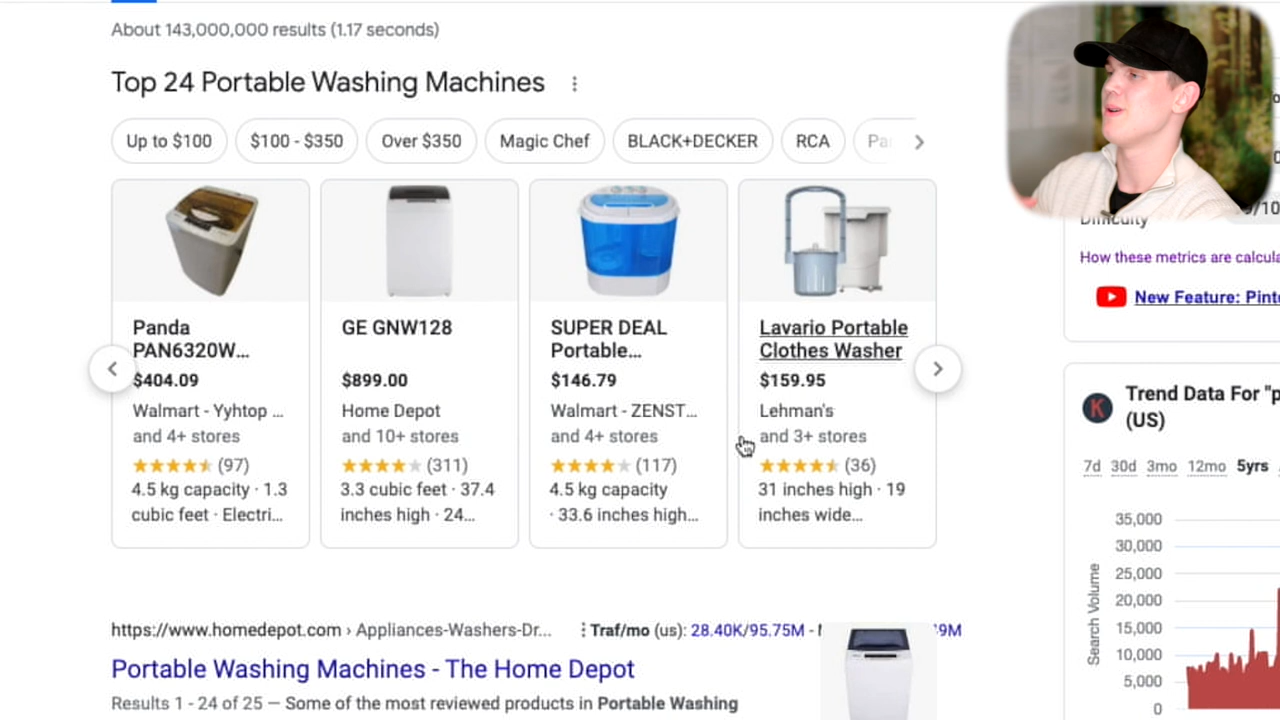 About 143,000,000 results (1.17 seconds)
Top 24 Portable Washing Machines
Up to $100
$100 - $350
Over $350
Magic Chef
BLACK+DECKER
RCA
Pa
Panda
PAN6320W...
$404.09
Walmart - Yyhtop ...
and 4+ stores
(97)
4.5 kg capacity · 1.3
cubic feet · Electri...
GE GNW128
$899.00
Home Depot
and 10+ stores
(311)
3.3 cubic feet · 37.4
inches high · 24...
SUPER DEAL
Portable...
$146.79
Walmart - ZENST...
and 4+ stores
(117)
4.5 kg capacity
· 33.6 inches high...
Lavario Portable
Clothes Washer
$159.95
Lehman's
and 3+ stores
(36)
31 inches high · 19
inches wide...
https://www.homedepot.com › Appliances-Washers-Dr...
Traf/mo (us): 28.40K/95.75M -
9M
Portable Washing Machines - The Home Depot
Results 1 - 24 of 25 — Some of the most reviewed products in Portable Washing
/10
Difficulty
How these metrics are calcula
New Feature: Pint
K
Trend Data For "p
(US)
7d 30d 3mo 12mo 5yrs
Search Volume
35,000
30,000
25,000
20,000
15,000
10,000
5,000
0